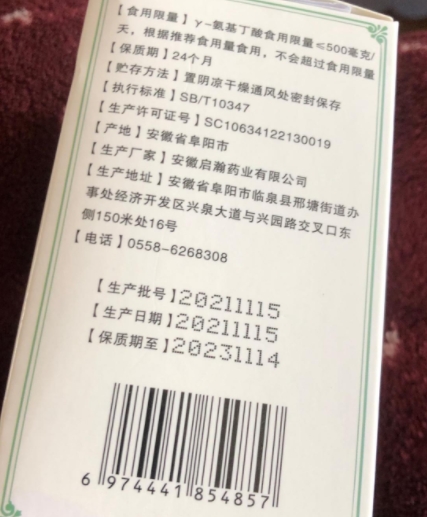 【食用限量】γ-氨基丁酸食用限量≤500毫克/
天，根据推荐食用量食用，不会超过食用限量
【保质期】24个月
【贮存方法】置阴凉干燥通风处密封保存
【执行标准】SB/T10347
【生产许可证号】SC10634122130019
【产地】安徽省阜阳市
【生产厂家】安徽启瀚药业有限公司
【生产地址】安徽省阜阳市临泉县邢塘街道办
事处经济开发区兴泉大道与兴园路交叉口东
侧150米处16号
【电话】0558-6268308
【生产批号】20211115
【生产日期】20211115
【保质期至】20231114
6 974441 854857